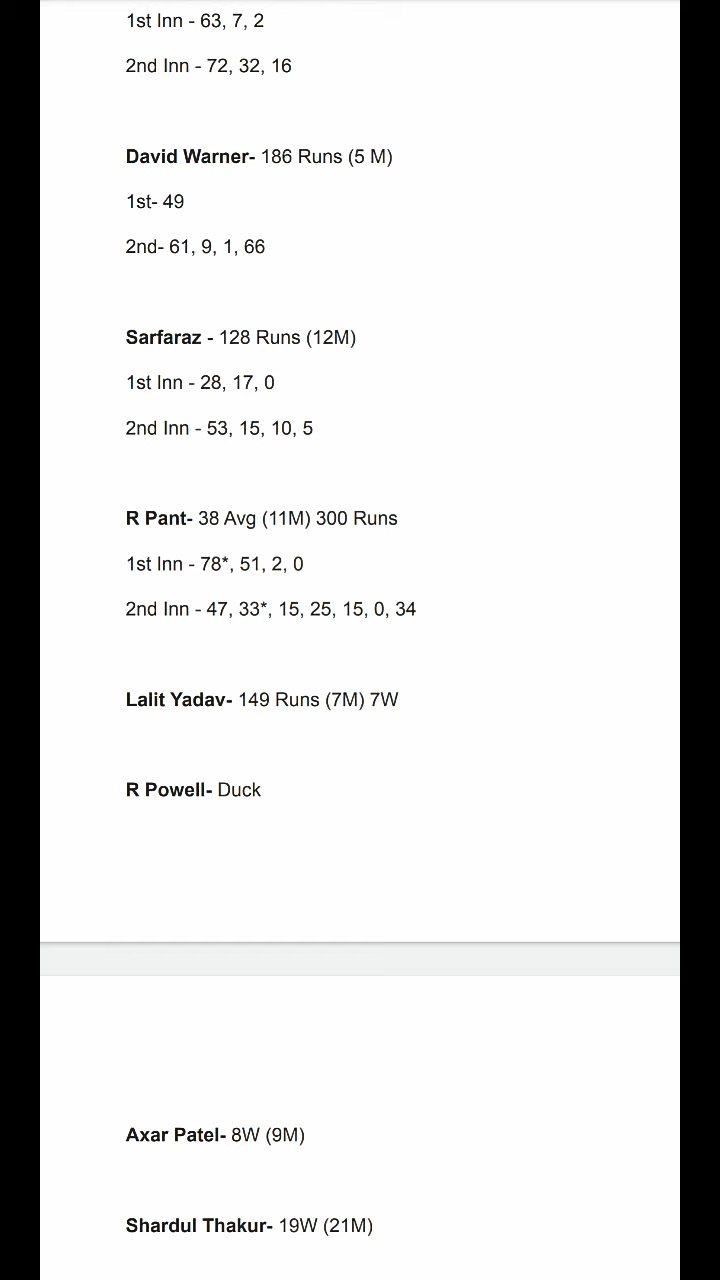 1st Inn - 63, 7, 2
2nd Inn - 72, 32, 16
David Warner- 186 Runs (5 M)
1st- 49
2nd- 61, 9, 1, 66
Sarfaraz - 128 Runs (12M)
1st Inn - 28, 17, 0
2nd Inn - 53, 15, 10, 5
R Pant- 38 Avg (11M) 300 Runs
1st Inn - 78*, 51, 2, 0
2nd Inn - 47, 33*, 15, 25, 15, 0, 34
Lalit Yadav- 149 Runs (7M) 7W
R Powell- Duck
Axar Patel- 8W (9M)
Shardul Thakur- 19W (21M)